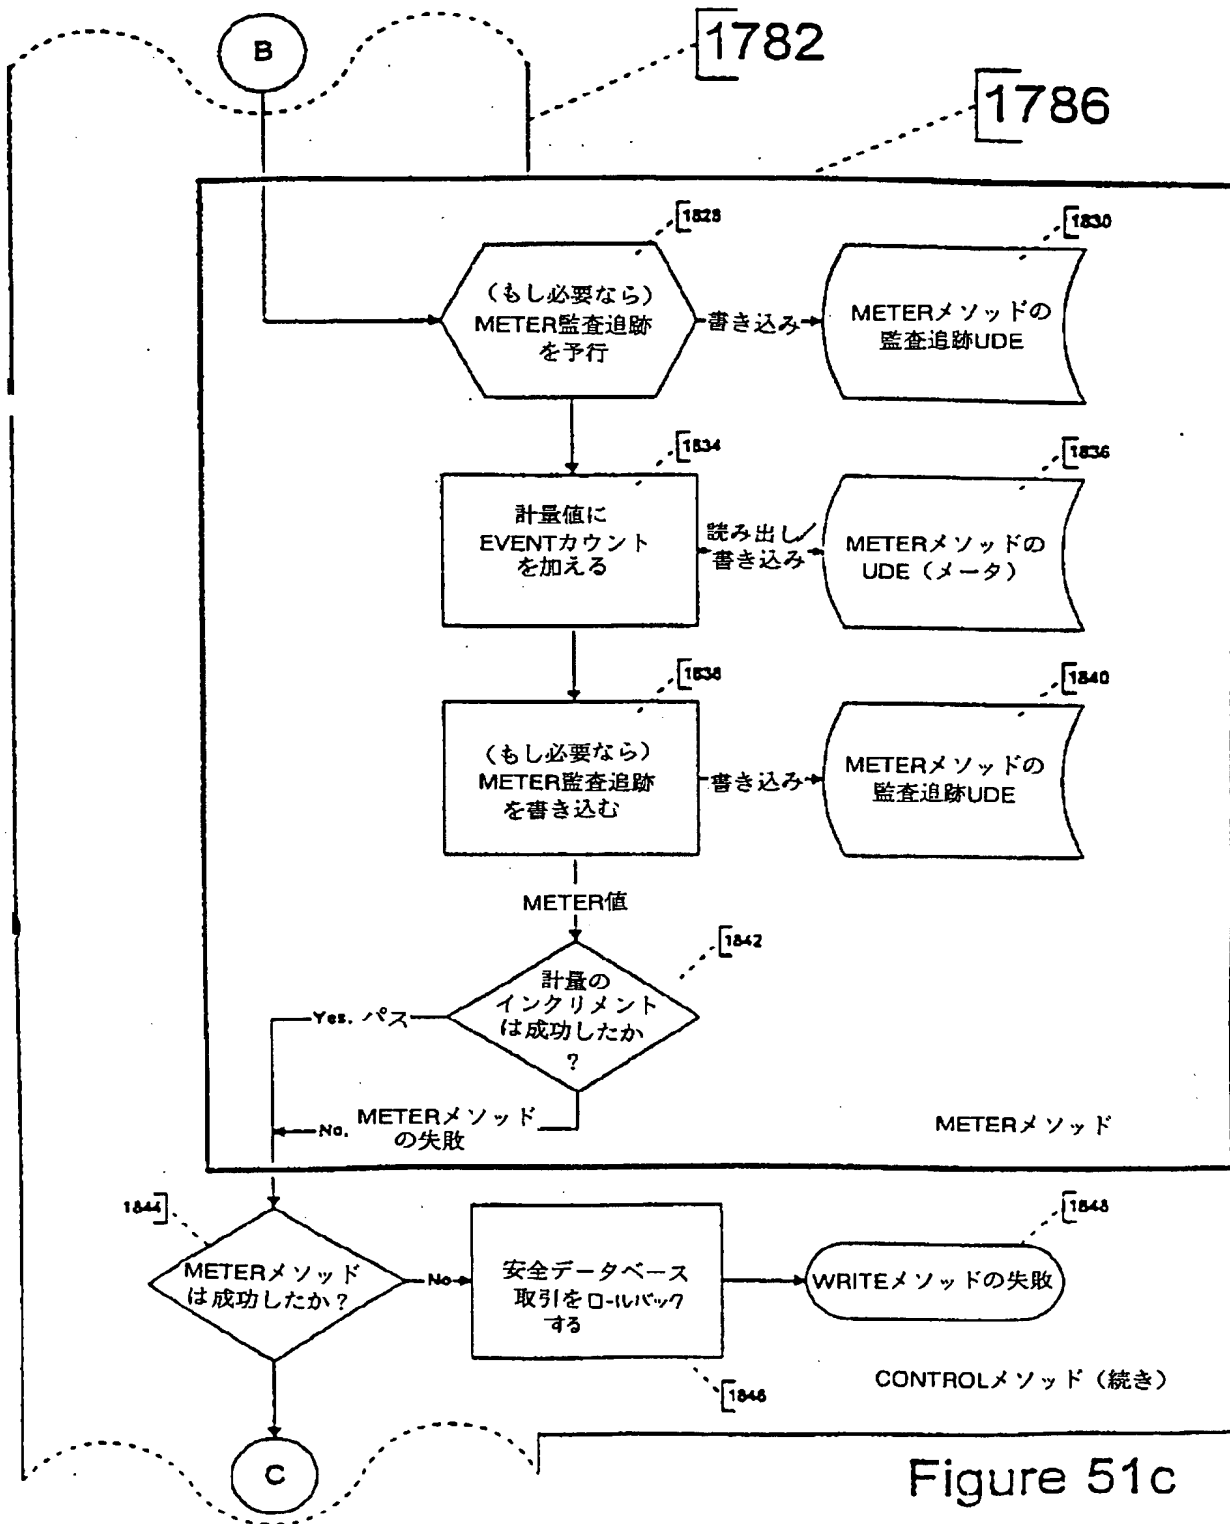 B
1782
1786
1828
(もし必要なら)
METER監査追跡
を予行
書き込み
1830
METERメソッドの
監査追跡UDE
1834
計量値に
EVENTカウント
を加える
読み出し/
書き込み
1836
METERメソッドの
UDE(メータ)
1838
(もし必要なら)
METER監査追跡
を書き込む
書き込み
1840
METERメソッドの
監査追跡UDE
METER値
1842
計量の
インクリメント
は成功したか
?
Yes. パス
No. METERメソッド
の失敗
METERメソッド
1844
METERメソッド
は成功したか?
No
安全データベース
取引をロールバック
する
1846
1848
WRITEメソッドの失敗
CONTROLメソッド(続き)
C
Figure 51c